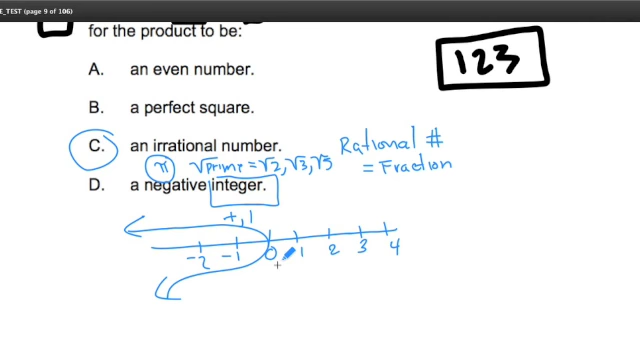 E_TEST (page 9 of 106)
for the product to be:
123
A. an even number.
B. a perfect square.
C. an irrational number.
Rational #
= Fraction
π √prime = √2, √3, √5
D. a negative integer.
+, 1
-2 -1 0 1 2 3 4
+